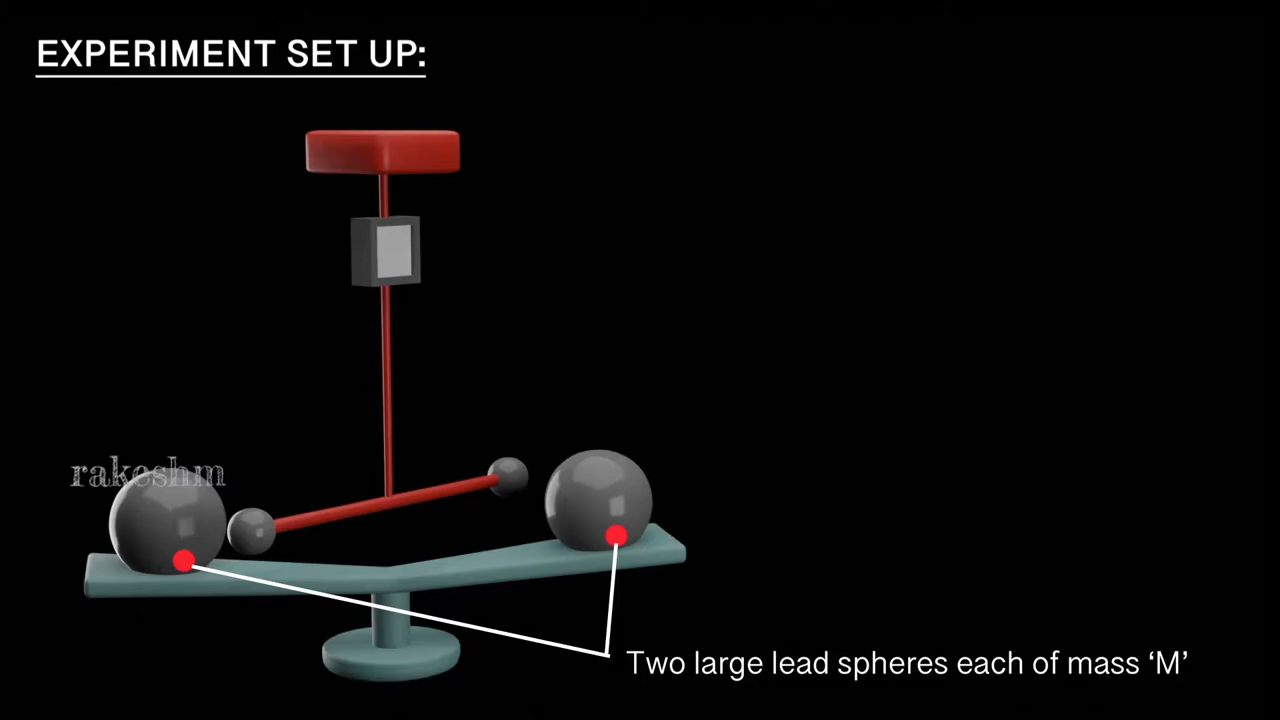 EXPERIMENT SET UP:
rakeshm
Two large lead spheres each of mass ‘M’